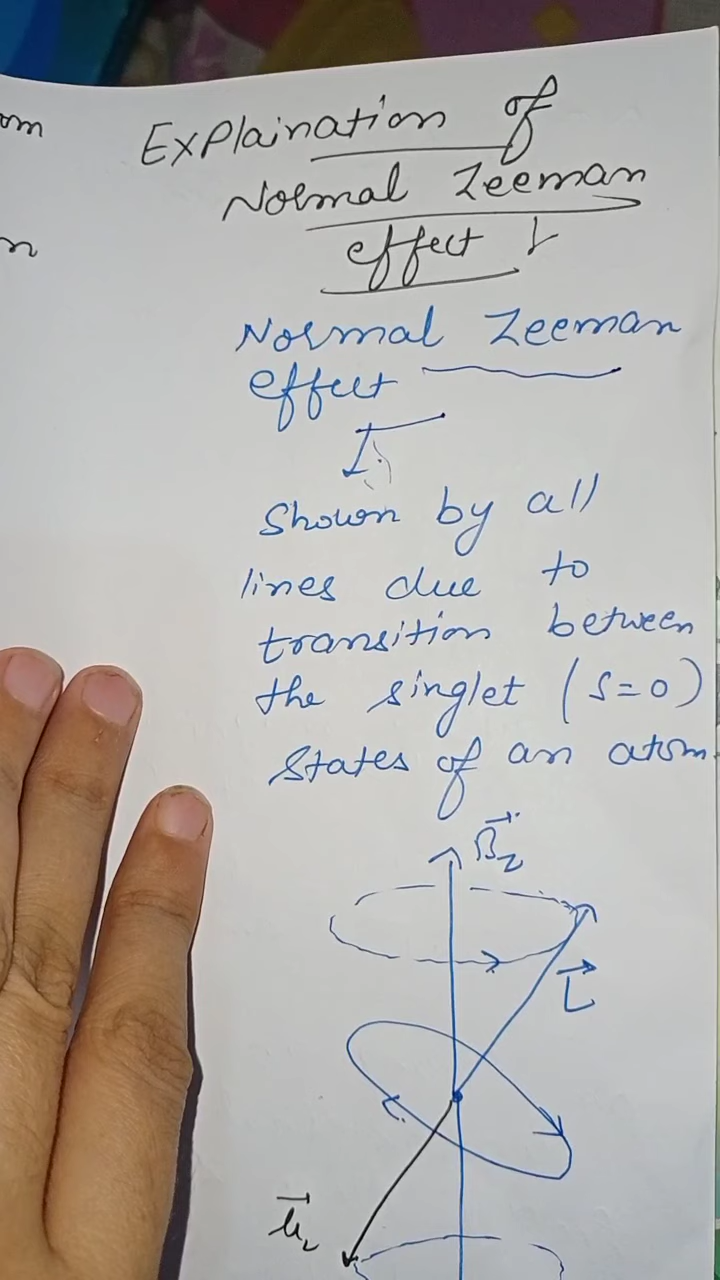 om
n
Explaination of
Normal Zeeman
effect
Normal Zeeman
effect
Shown by all
lines due to
transition between
the singlet (S=0)
states of an atom.
B⃗z
L⃗
μ⃗L